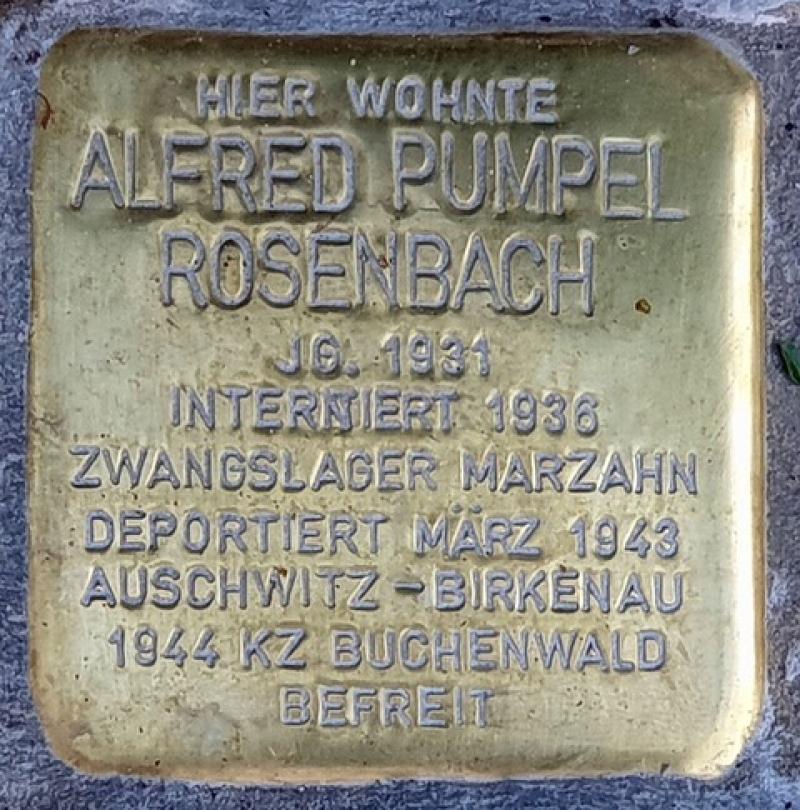 HIER WOHNTE
ALFRED PUMPEL
ROSENBACH
JG. 1931
INTERNIERT 1936
ZWANGSLAGER MARZAHN
DEPORTIERT MÄRZ 1943
AUSCHWITZ-BIRKENAU
1944 KZ BUCHENWALD
BEFREIT